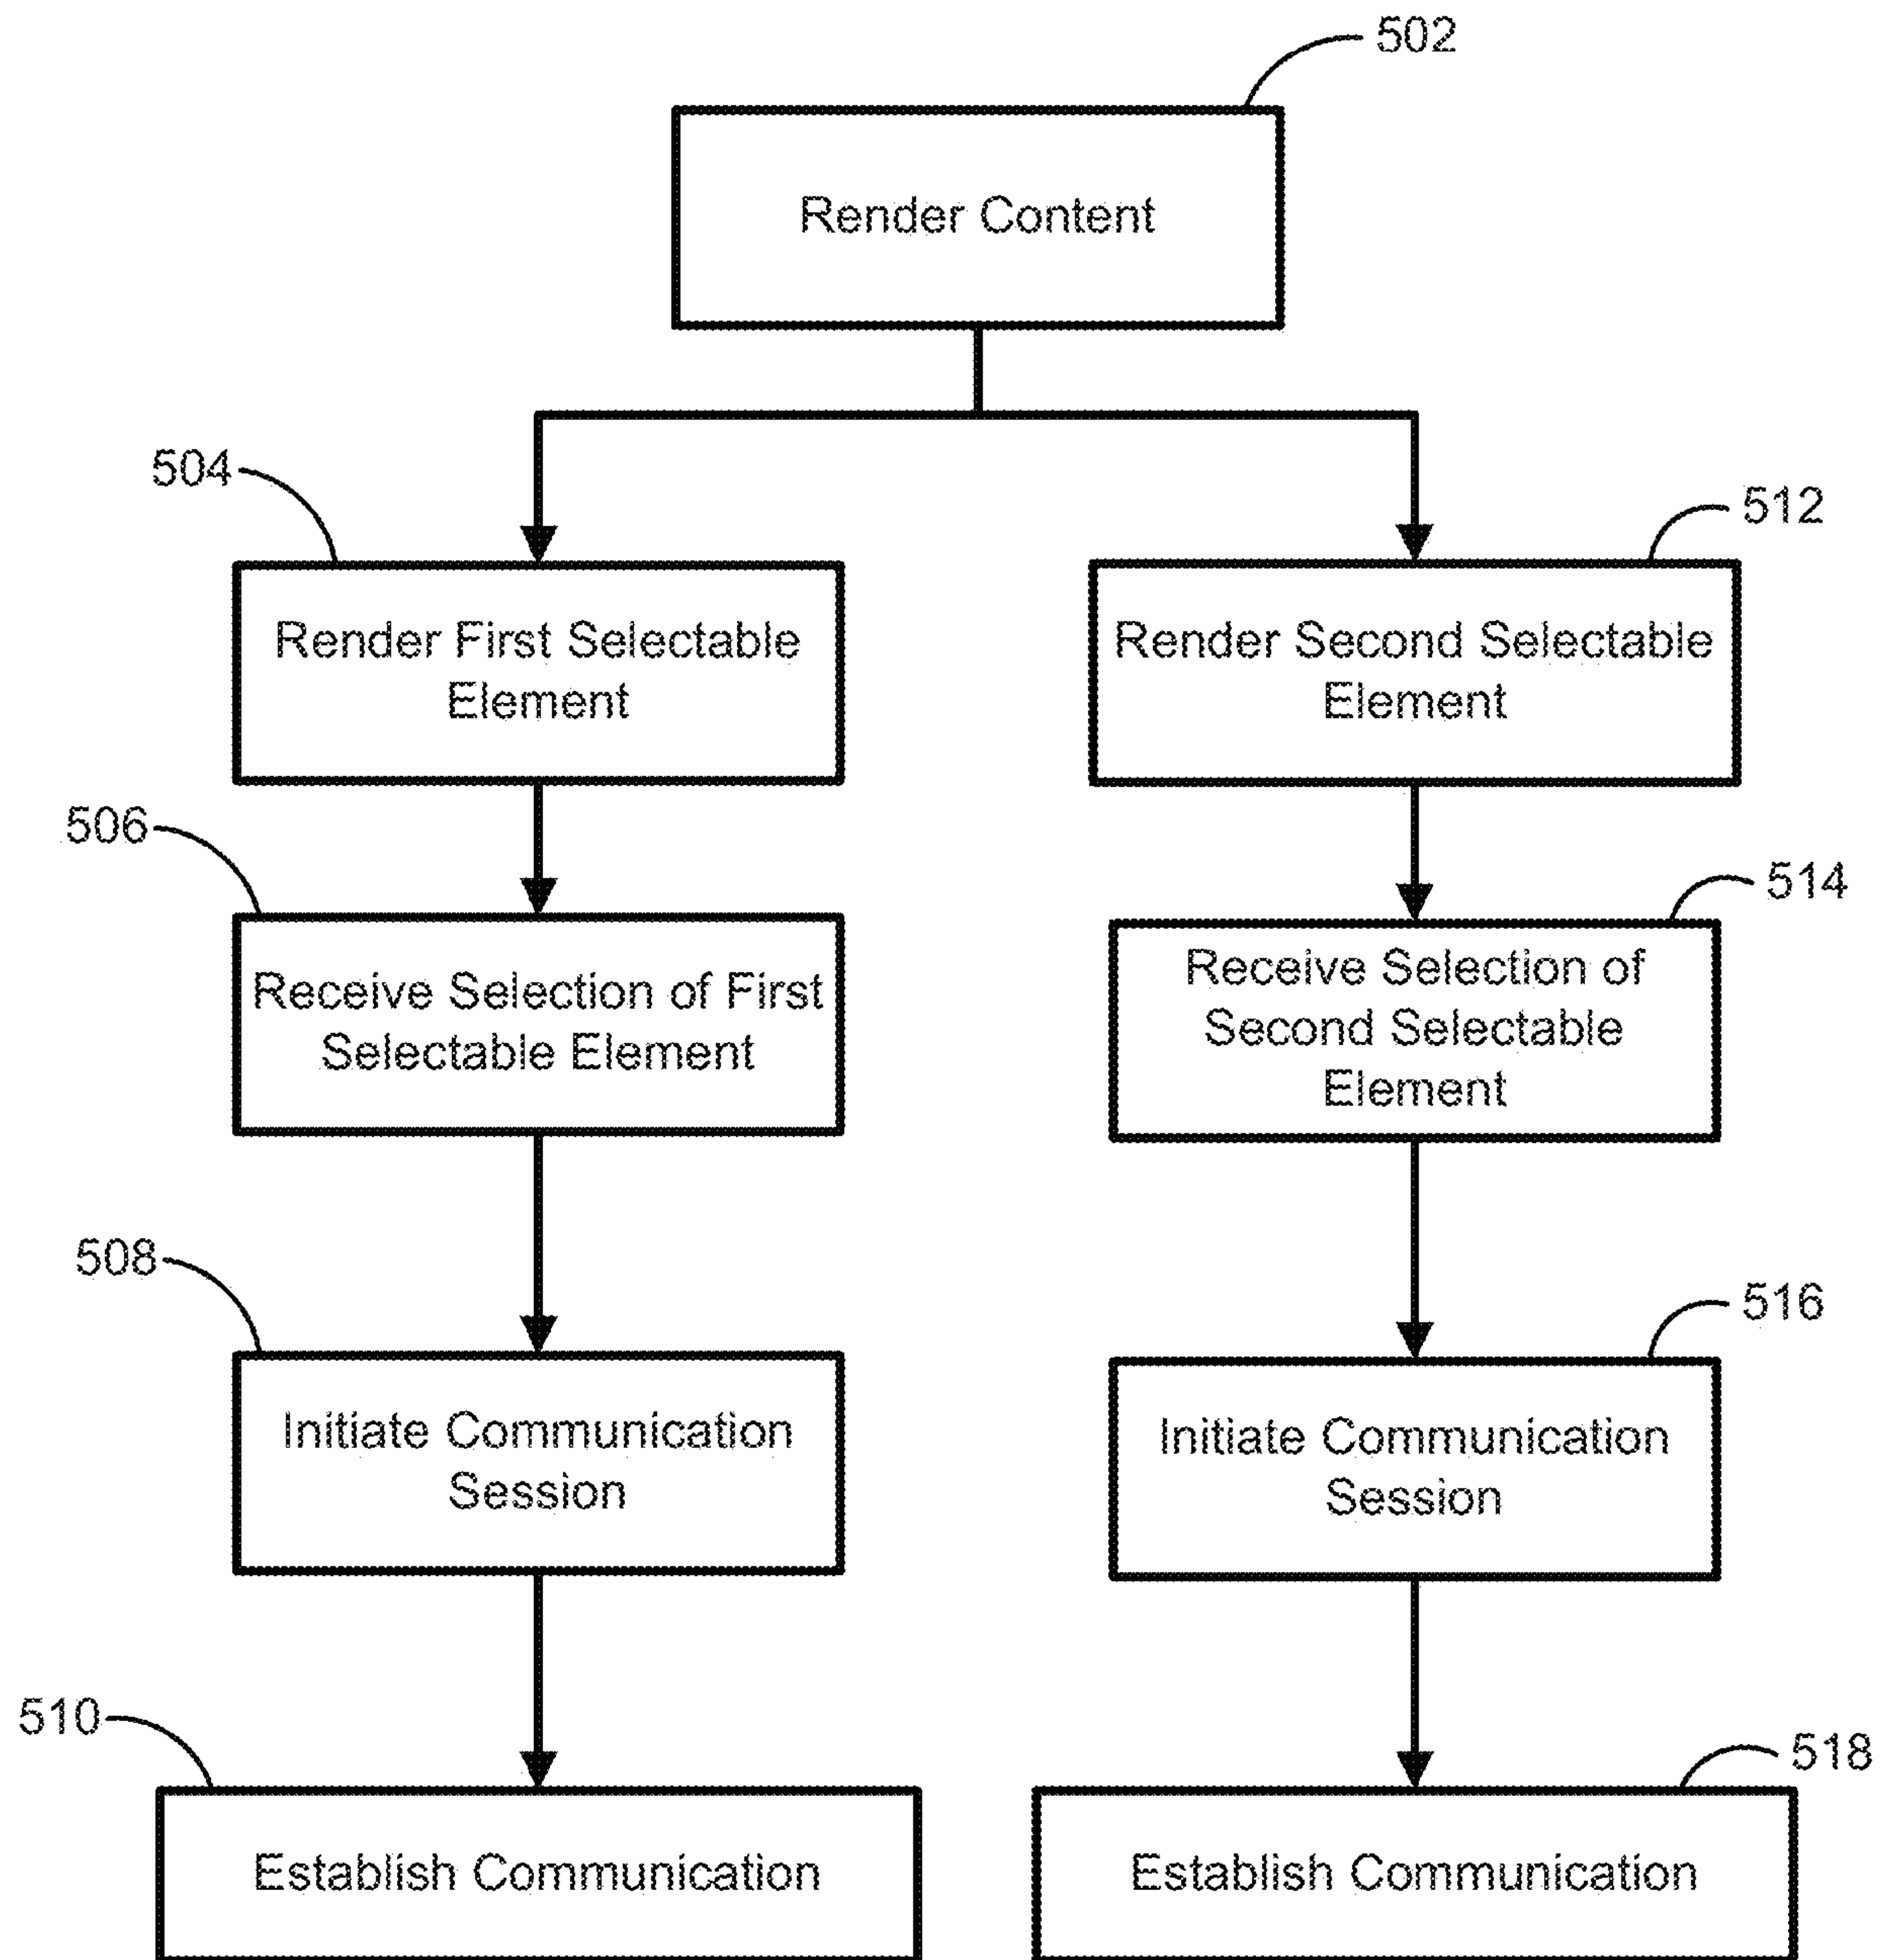 502
Render Content
504
512
Render First Selectable
Element
Render Second Selectable
Element
506
514
Receive Selection of First
Selectable Element
Receive Selection of
Second Selectable
Element
508
516
Initiate Communication
Session
Initiate Communication
Session
510
518
Establish Communication
Establish Communication